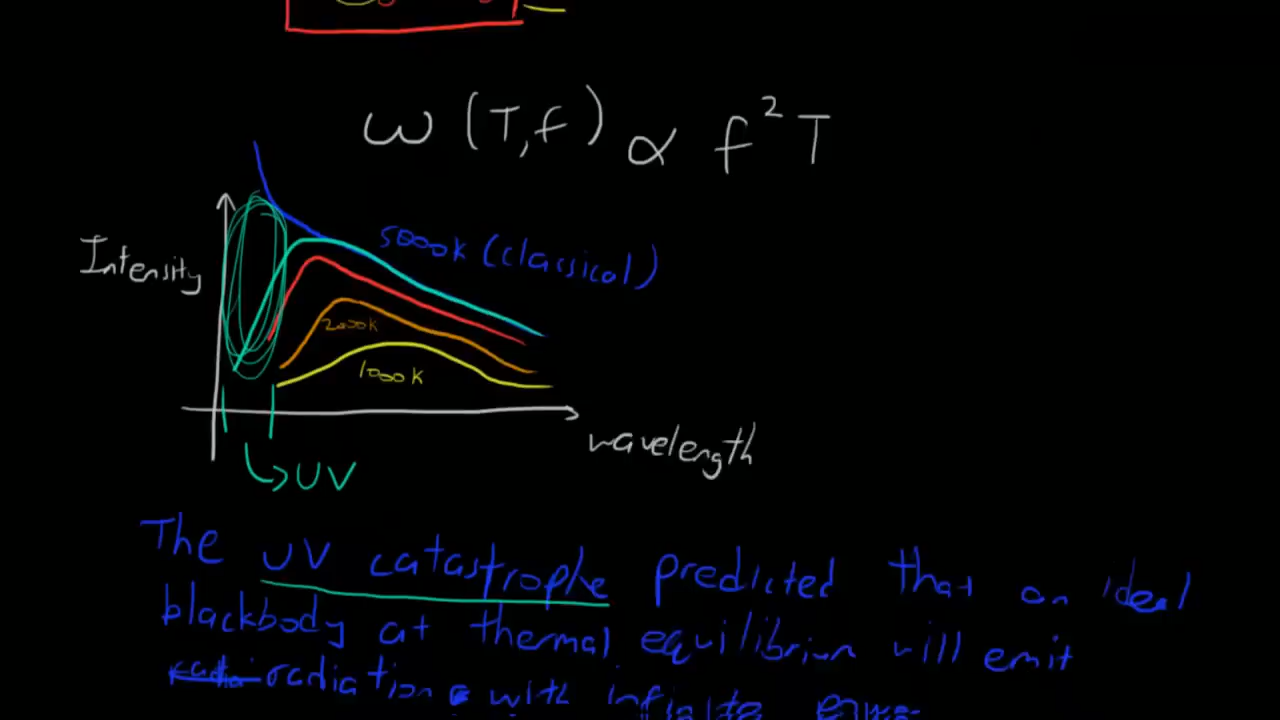 ω (T,f) ∝ f²T
5000K (classical)
Intensity
2000K
1000K
wavelength
UV
The UV catastrophe predicted that an ideal
blackbody at thermal equilibrium will emit
radiation with infinite